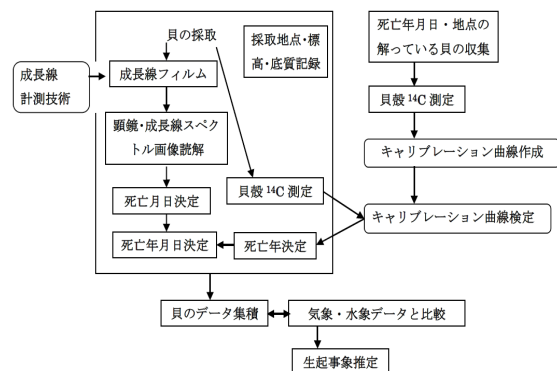 貝の採取
採取地点・標
高・底質記録
死亡年月日・地点の
解っている貝の収集
成長線
計測技術
成長線フィルム
貝殻 ¹⁴C 測定
顕鏡・成長線スペク
トル画像読解
キャリブレーション曲線作成
死亡月日決定
貝殻 ¹⁴C 測定
キャリブレーション曲線検定
死亡年月日決定
死亡年決定
貝のデータ集積
気象・水象データと比較
生起事象推定